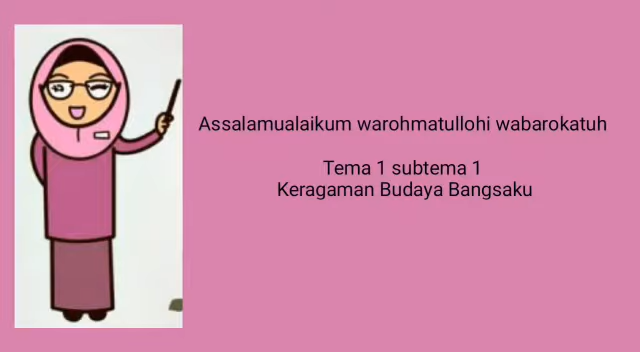 Assalamualaikum warohmatullohi wabarokatuh
Tema 1 subtema 1
Keragaman Budaya Bangsaku